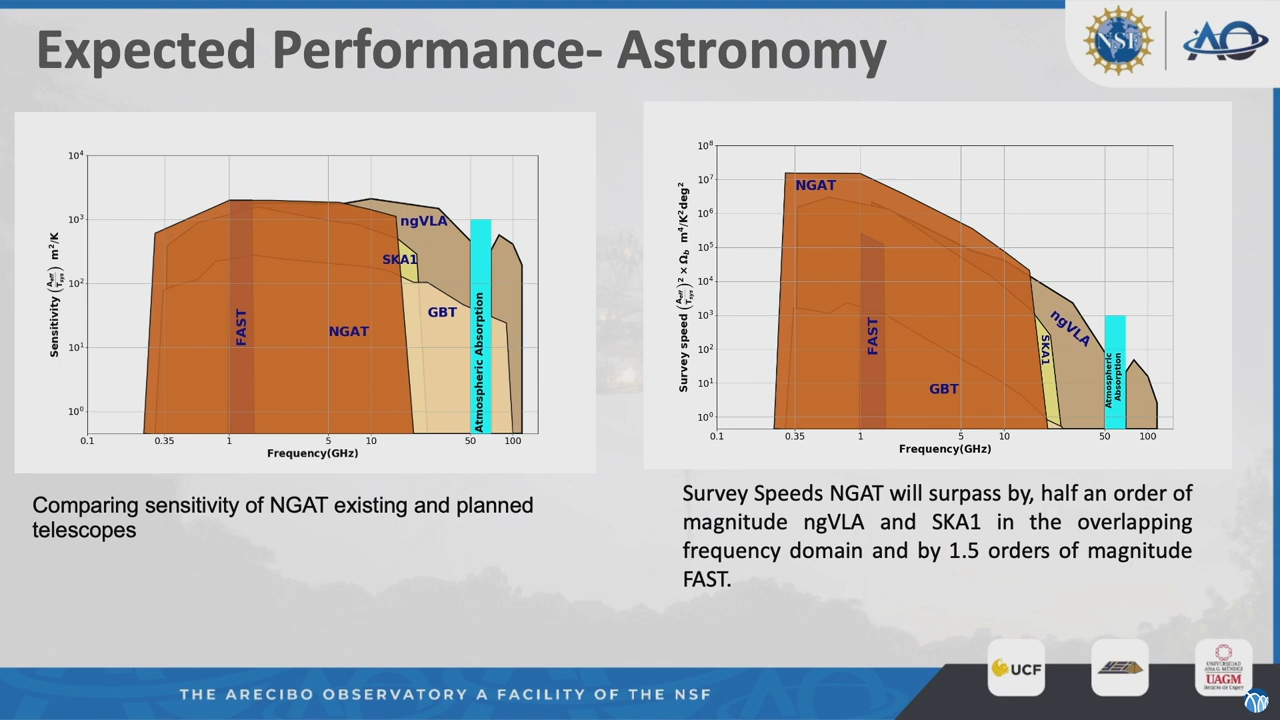 Expected Performance- Astronomy
NSF
AO
10⁴
10³
10²
10¹
10⁰
Sensitivity (A_eff/T_sys) m²/K
ngVLA
SKA1
GBT
FAST
NGAT
Atmospheric Absorption
0.1 0.35 1 5 10 50 100
Frequency(GHz)
10⁸
10⁷
10⁶
10⁵
10⁴
10³
10²
10¹
10⁰
Survey speed (A_eff/T_sys)² × Ω_b m⁴/K²deg²
NGAT
FAST
GBT
SKA1
ngVLA
Atmospheric
Absorption
0.1 0.35 1 5 10 50 100
Frequency(GHz)
Comparing sensitivity of NGAT existing and planned
telescopes
Survey Speeds NGAT will surpass by, half an order of
magnitude ngVLA and SKA1 in the overlapping
frequency domain and by 1.5 orders of magnitude
FAST.
THE ARECIBO OBSERVATORY A FACILITY OF THE NSF
UCF
UNIVERSIDAD
ANA G. MÉNDEZ
UAGM